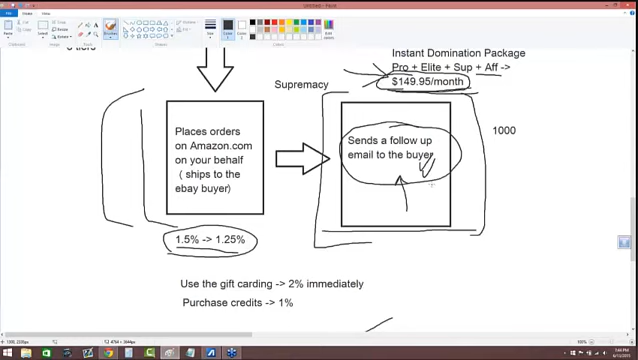 Instant Domination Package
Pro + Elite + Sup + Aff ->
$149.95/month
Supremacy
Places orders
on Amazon.com
on your behalf
( ships to the
ebay buyer)
Sends a follow up
email to the buyer
1000
1.5% -> 1.25%
Use the gift carding -> 2% immediately
Purchase credits -> 1%